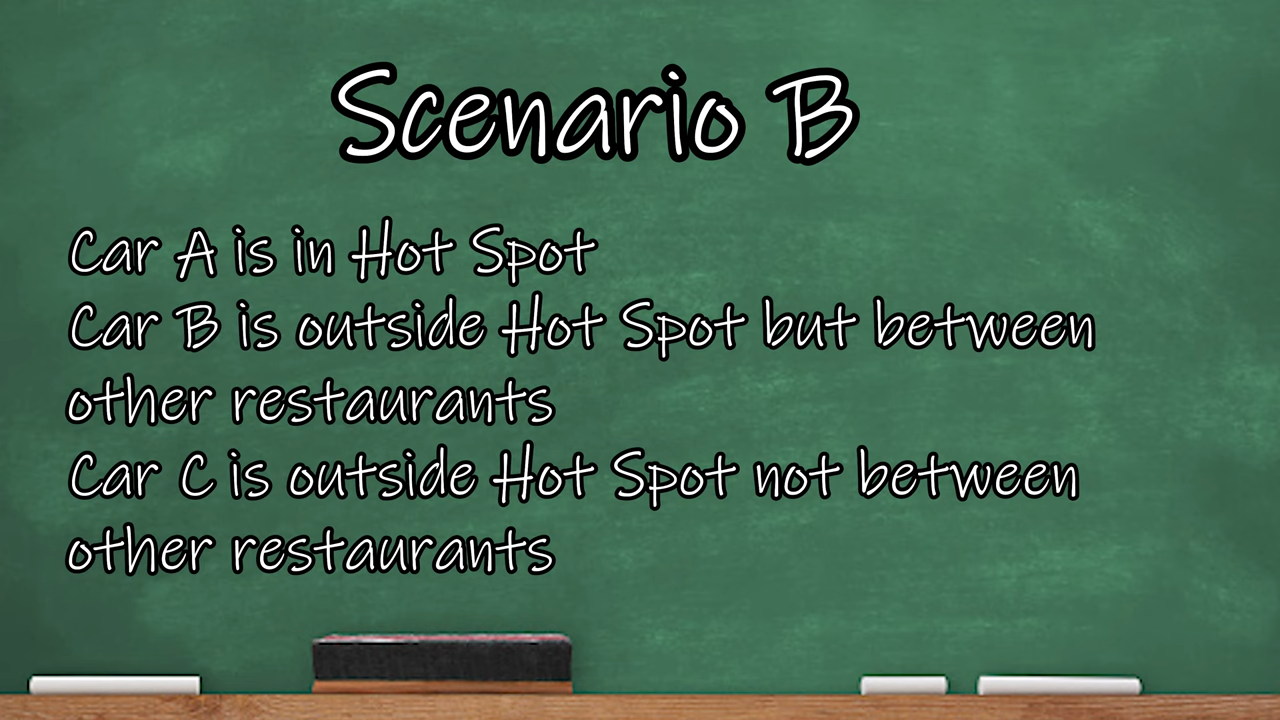 Scenario B
Car A is in Hot Spot
Car B is outside Hot Spot but between
other restaurants
Car C is outside Hot Spot not between
other restaurants